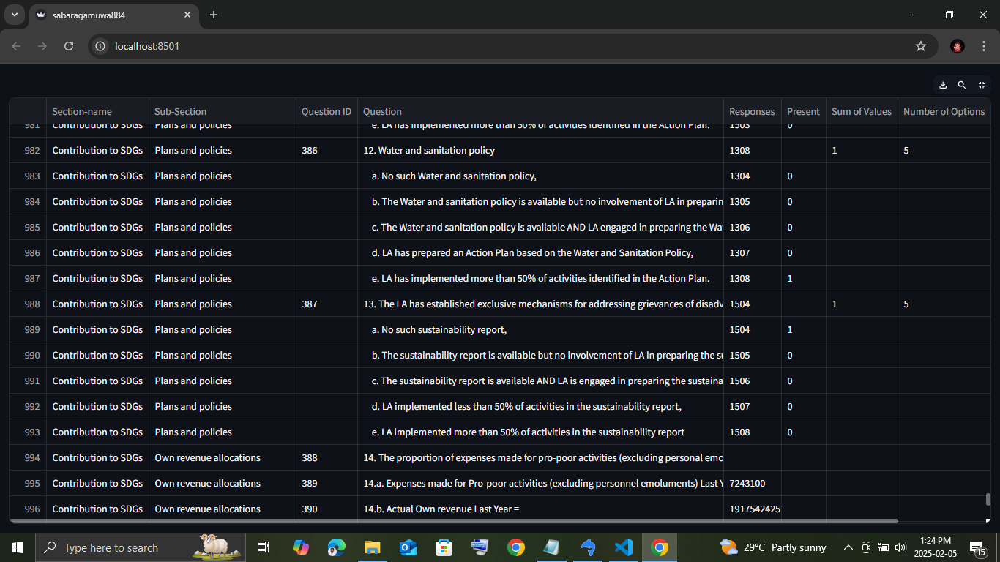 sabaragamuwa884
localhost:8501
Section-name Sub-Section Question ID Question Responses Present Sum of Values Number of Options
981 Contribution to SDGs Plans and policies e. LA has implemented more than 50% of activities identified in the Action Plan. 1503 0
982 Contribution to SDGs Plans and policies 386 12. Water and sanitation policy 1308 1 5
983 Contribution to SDGs Plans and policies a. No such Water and sanitation policy, 1304 0
984 Contribution to SDGs Plans and policies b. The Water and sanitation policy is available but no involvement of LA in preparin 1305 0
985 Contribution to SDGs Plans and policies c. The Water and sanitation policy is available AND LA engaged in preparing the Wat 1306 0
986 Contribution to SDGs Plans and policies d. LA has prepared an Action Plan based on the Water and Sanitation Policy, 1307 0
987 Contribution to SDGs Plans and policies e. LA has implemented more than 50% of activities identified in the Action Plan. 1308 1
988 Contribution to SDGs Plans and policies 387 13. The LA has established exclusive mechanisms for addressing grievances of disadv 1504 1 5
989 Contribution to SDGs Plans and policies a. No such sustainability report, 1504 1
990 Contribution to SDGs Plans and policies b. The sustainability report is available but no involvement of LA in preparing the su 1505 0
991 Contribution to SDGs Plans and policies c. The sustainability report is available AND LA is engaged in preparing the sustaina 1506 0
992 Contribution to SDGs Plans and policies d. LA implemented less than 50% of activities in the sustainability report, 1507 0
993 Contribution to SDGs Plans and policies e. LA implemented more than 50% of activities in the sustainability report 1508 0
994 Contribution to SDGs Own revenue allocations 388 14. The proportion of expenses made for pro-poor activities (excluding personal emo
995 Contribution to SDGs Own revenue allocations 389 14.a. Expenses made for Pro-poor activities (excluding personnel emoluments) Last Y 7243100
996 Contribution to SDGs Own revenue allocations 390 14.b. Actual Own revenue Last Year = 1917542425
Type here to search
29°C Partly sunny
1:24 PM
2025-02-05
15